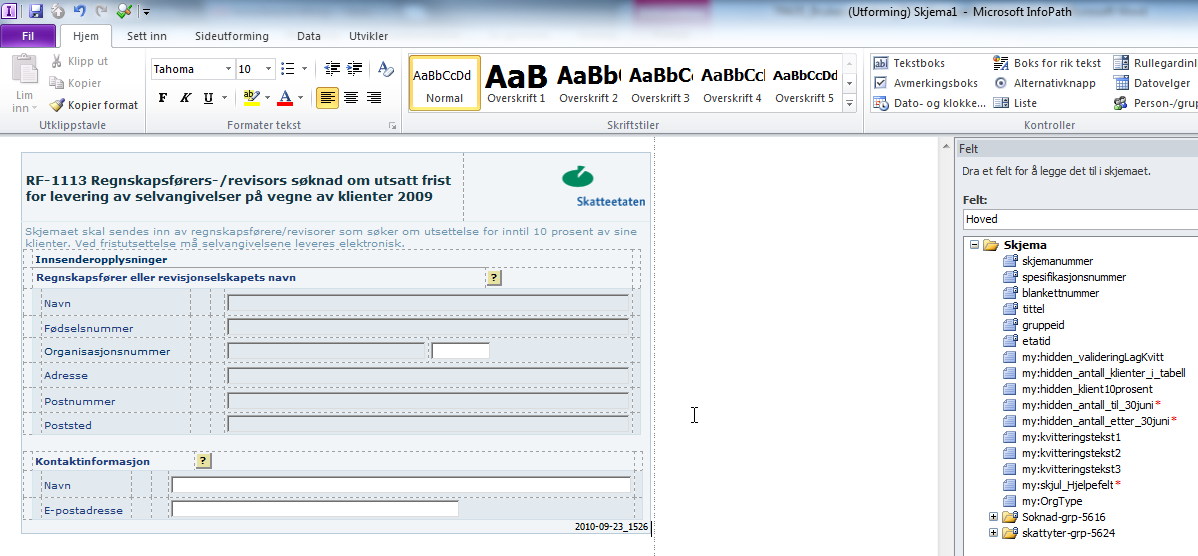 (Utforming) Skjema1 - Microsoft InfoPath
Fil Hjem Sett inn Sideutforming Data Utvikler
Lim inn
Klipp ut
Kopier
Kopier format
Utklippstavle
Tahoma 10
F K U ab A
Formater tekst
AaBbCcDd AaB AaBb( AaBbC( AaBbCcI AaBbCcDd
Normal Overskrift 1 Overskrift 2 Overskrift 3 Overskrift 4 Overskrift 5
Skriftstiler
Tekstboks Boks for rik tekst Rullegardinl
Avmerkingsboks Alternativknapp Datovelger
Dato- og klokke... Liste Person-/grup
Kontroller
RF-1113 Regnskapsførers-/revisors søknad om utsatt frist
for levering av selvangivelser på vegne av klienter 2009
Skatteetaten
Skjemaet skal sendes inn av regnskapsførere/revisorer som søker om utsettelse for inntil 10 prosent av sine
klienter. Ved fristutsettelse må selvangivelsene leveres elektronisk.
Innsenderopplysninger
Regnskapsfører eller revisjonselskapets navn ?
Navn
Fødselsnummer
Organisasjonsnummer
Adresse
Postnummer
Poststed
Kontaktinformasjon ?
Navn
E-postadresse
2010-09-23_1526
Felt
Dra et felt for å legge det til i skjemaet.
Felt:
Hoved
Skjema
skjemanummer
spesifikasjonsnummer
blankettnummer
tittel
gruppeid
etatid
my:hidden_valideringLagKvitt
my:hidden_antall_klienter_i_tabell
my:hidden_klient10prosent
my:hidden_antall_til_30juni *
my:hidden_antall_etter_30juni *
my:kvitteringstekst1
my:kvitteringstekst2
my:kvitteringstekst3
my:skjul_Hjelpefelt *
my:OrgType
Soknad-grp-5616
skattyter-grp-5624